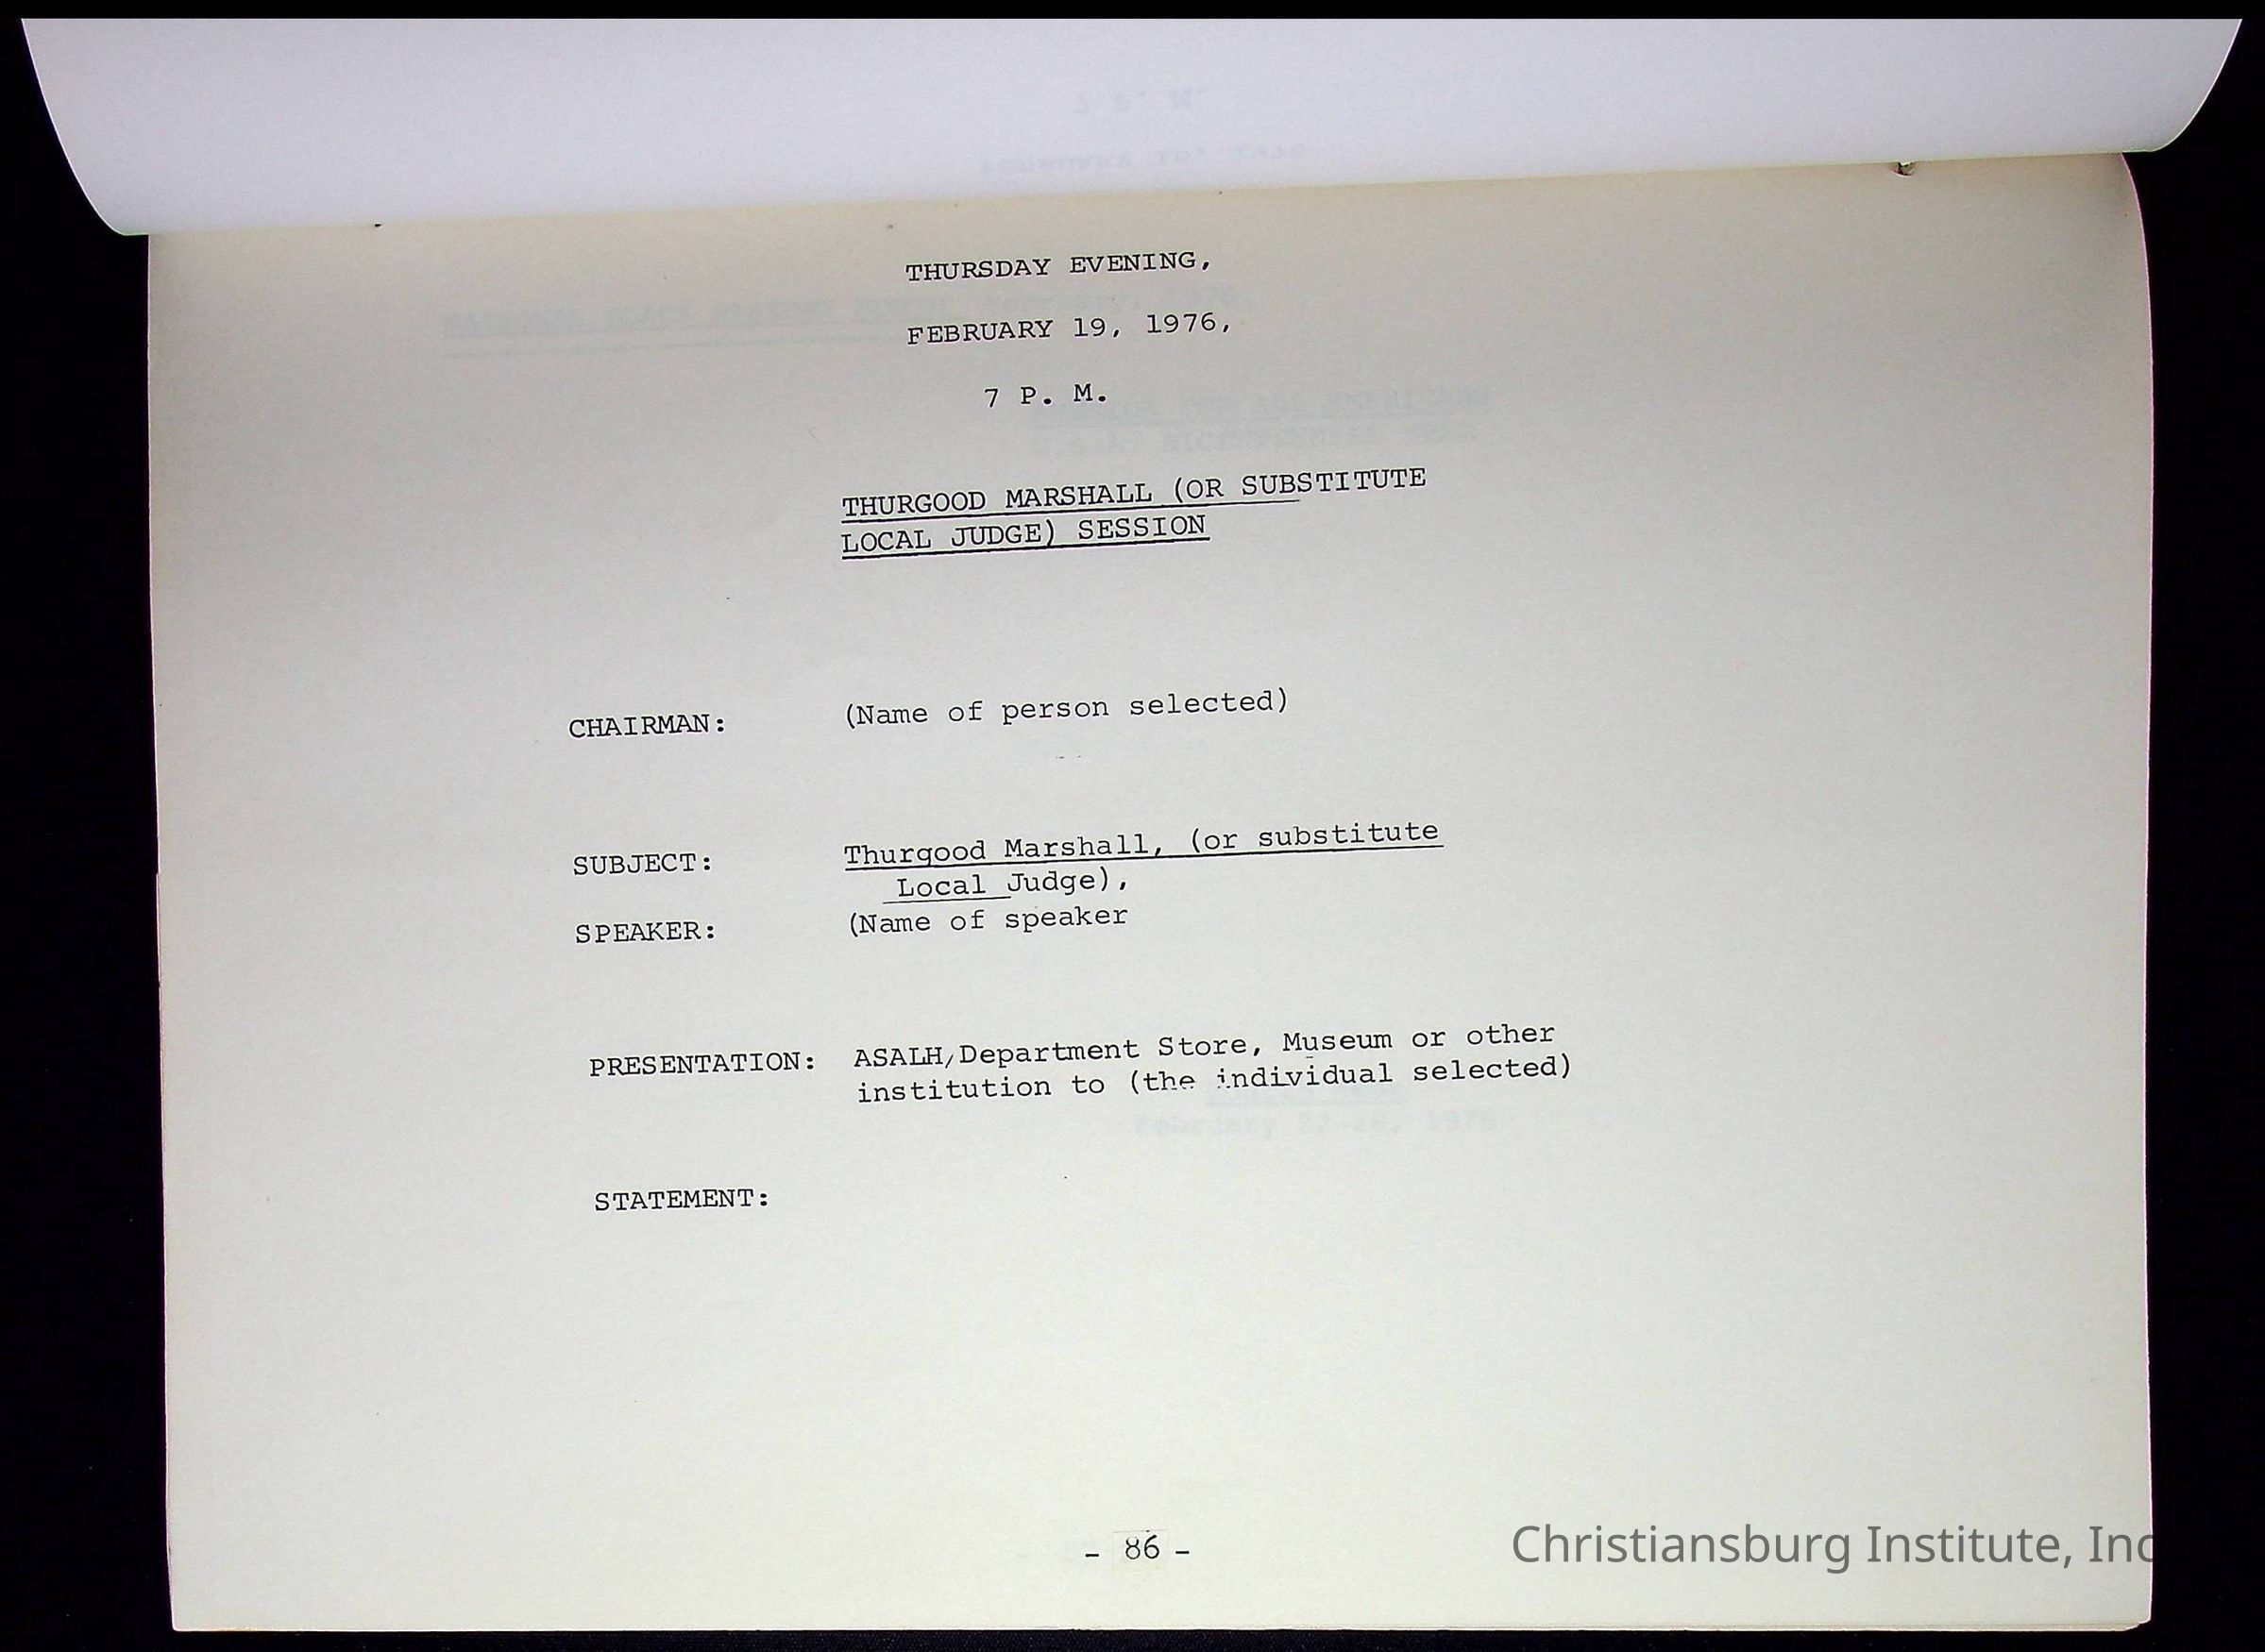 THURSDAY EVENING,
FEBRUARY 19, 1976,
7 P. M.
THURGOOD MARSHALL (OR SUBSTITUTE
LOCAL JUDGE) SESSION
CHAIRMAN: (Name of person selected)
SUBJECT: Thurgood Marshall, (or substitute
Local Judge),
SPEAKER: (Name of speaker
PRESENTATION: ASALH/Department Store, Museum or other
institution to (the individual selected)
STATEMENT:
- 86 -
Christiansburg Institute, Inc